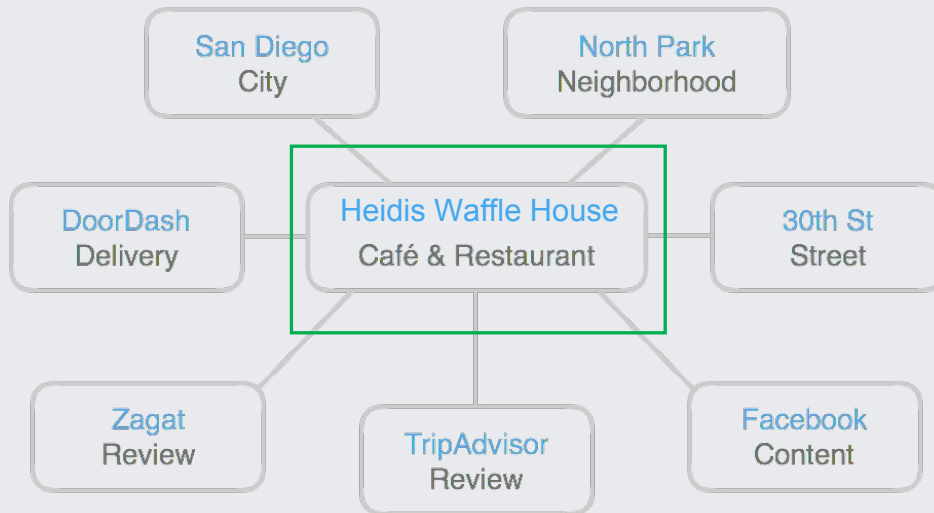 San Diego
City
North Park
Neighborhood
DoorDash
Delivery
Heidis Waffle House
Café & Restaurant
30th St
Street
Zagat
Review
TripAdvisor
Review
Facebook
Content